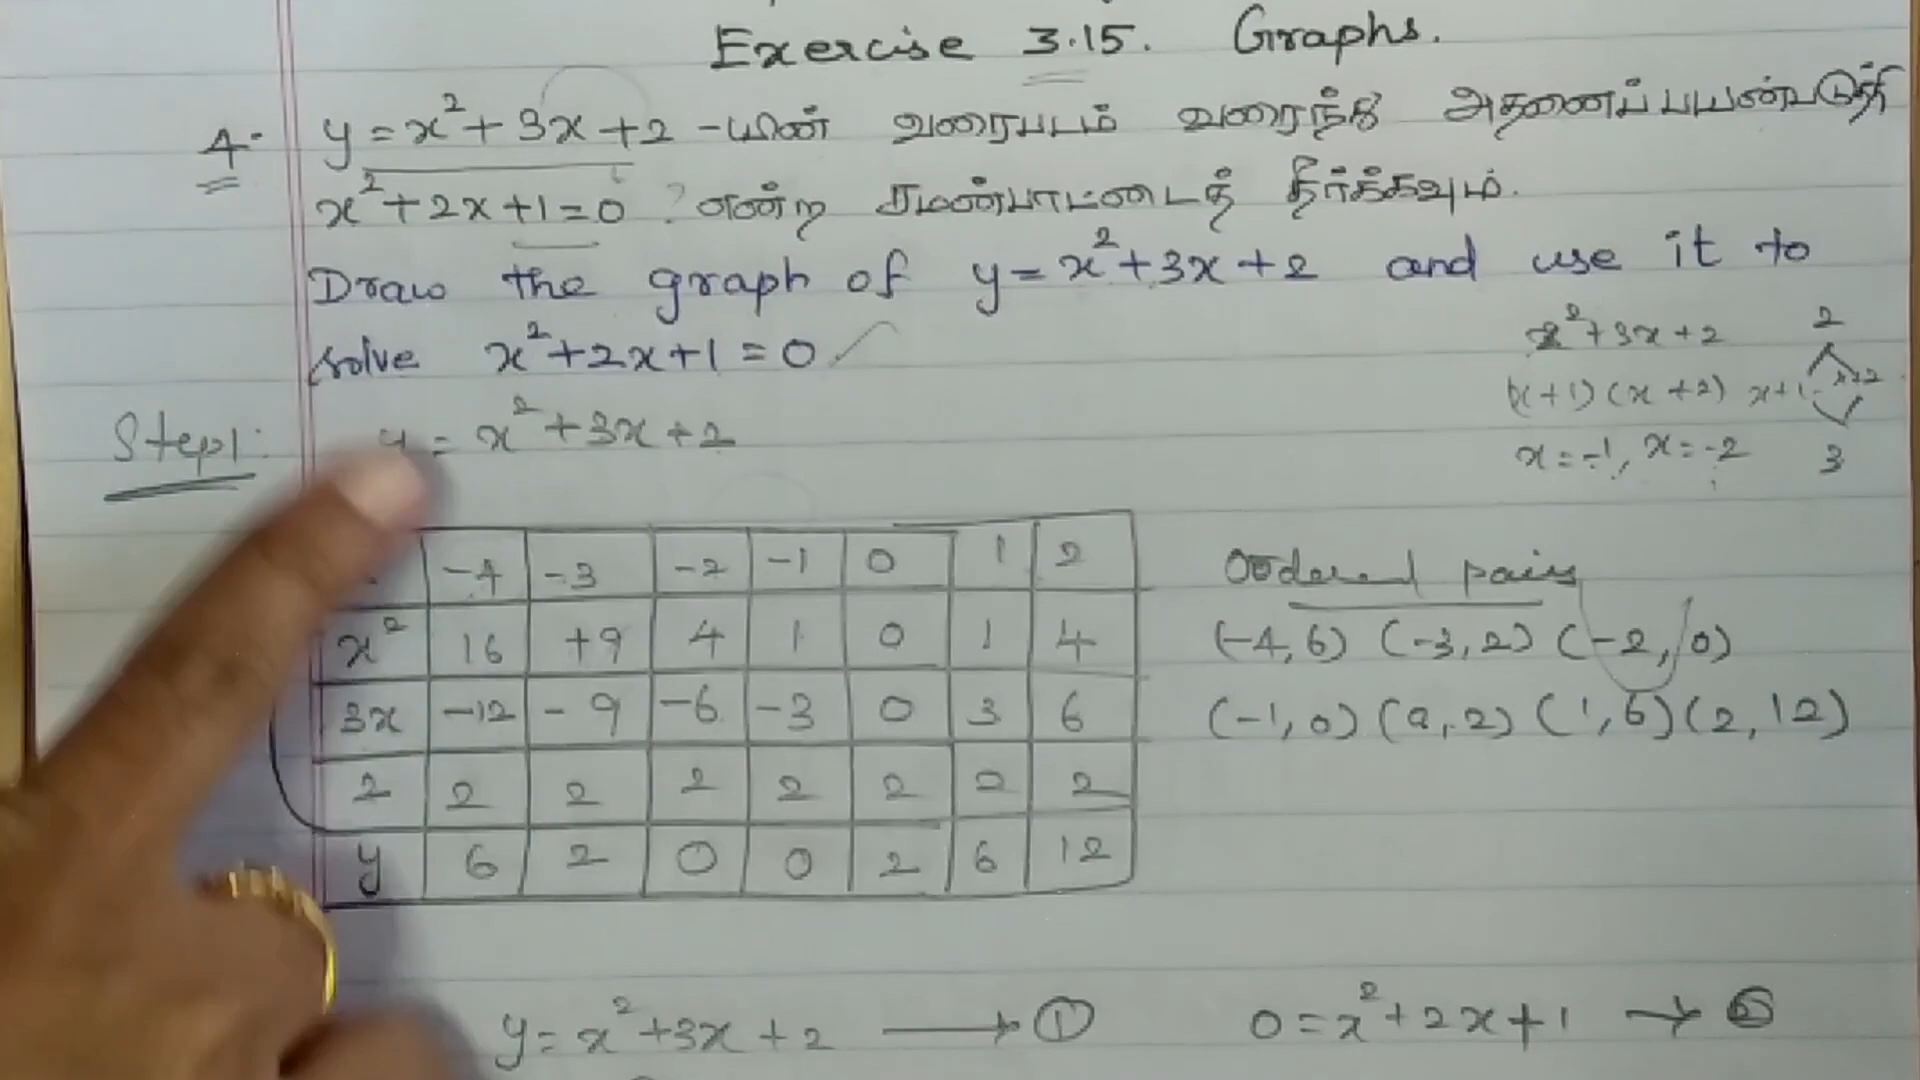 Exercise 3.15. Graphs.
4. y = x² + 3x + 2 -யின் வரைபடம் வரைந்து அதனைப் பயன்படுத்தி
x² + 2x + 1 = 0 ? என்ற சமன்பாட்டைத் தீர்க்கவும்.
Draw the graph of y = x² + 3x + 2 and use it to
solve x² + 2x + 1 = 0
x² + 3x + 2 2
(x+1) (x+2) x+1 x+2
x = -1, x = -2 3
Step1: y = x² + 3x + 2
-4 -3 -2 -1 0 1 2
x² 16 +9 4 1 0 1 4
3x -12 -9 -6 -3 0 3 6
2 2 2 2 2 2 2 2
y 6 2 0 0 2 6 12
Ordered pairs
(-4, 6) (-3, 2) (-2, 0)
(-1, 0) (0, 2) (1, 6) (2, 12)
y = x² + 3x + 2 → ①
0 = x² + 2x + 1 → ②